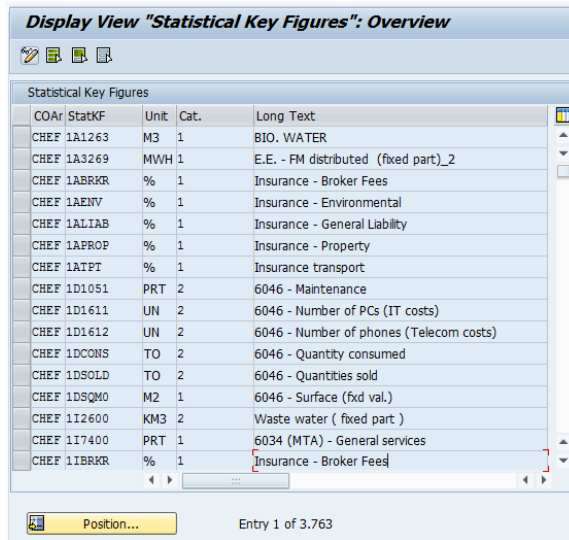 Display View "Statistical Key Figures": Overview
Statistical Key Figures
COAr StatKF Unit Cat. Long Text
CHEF 1A1263 M3 1 BIO. WATER
CHEF 1A3269 MWH 1 E.E. - FM distributed (fixed part)_2
CHEF 1ABRKR % 1 Insurance - Broker Fees
CHEF 1AENV % 1 Insurance - Environmental
CHEF 1ALIAB % 1 Insurance - General Liability
CHEF 1APROP % 1 Insurance - Property
CHEF 1ATPT % 1 Insurance transport
CHEF 1D1051 PRT 2 6046 - Maintenance
CHEF 1D1611 UN 2 6046 - Number of PCs (IT costs)
CHEF 1D1612 UN 2 6046 - Number of phones (Telecom costs)
CHEF 1DCONS TO 2 6046 - Quantity consumed
CHEF 1DSOLD TO 2 6046 - Quantities sold
CHEF 1DSQM0 M2 1 6046 - Surface (fxd val.)
CHEF 1I2600 KM3 2 Waste water ( fixed part )
CHEF 1I7400 PRT 1 6034 (MTA) - General services
CHEF 1IBRKR % 1 Insurance - Broker Fees
Position... Entry 1 of 3.763